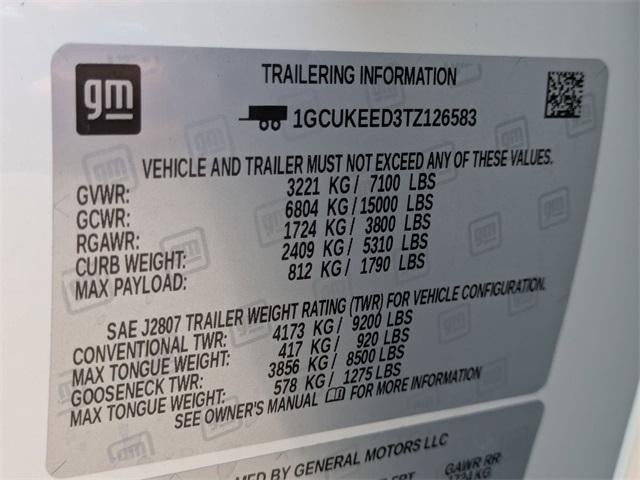 gm
TRAILERING INFORMATION
1GCUKEED3TZ126583
VEHICLE AND TRAILER MUST NOT EXCEED ANY OF THESE VALUES.
GVWR: 3221 KG / 7100 LBS
GCWR: 6804 KG / 15000 LBS
RGAWR: 1724 KG / 3800 LBS
CURB WEIGHT: 2409 KG / 5310 LBS
MAX PAYLOAD: 812 KG / 1790 LBS
SAE J2807 TRAILER WEIGHT RATING (TWR) FOR VEHICLE CONFIGURATION.
CONVENTIONAL TWR: 4173 KG / 9200 LBS
MAX TONGUE WEIGHT: 417 KG / 920 LBS
GOOSENECK TWR: 3856 KG / 8500 LBS
MAX TONGUE WEIGHT: 578 KG / 1275 LBS
SEE OWNER'S MANUAL FOR MORE INFORMATION
MFD BY GENERAL MOTORS LLC
GAWR RR
1724 KG